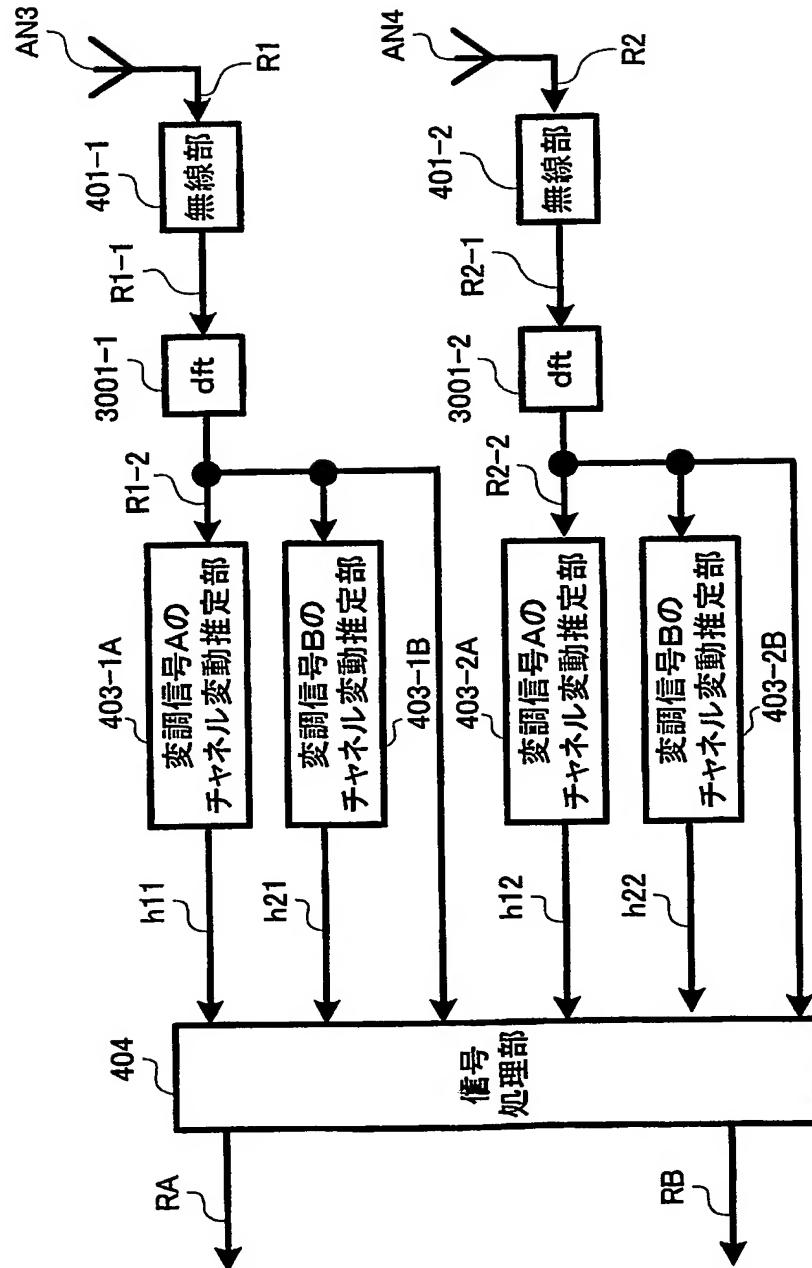 AN3
R1
401-1
無線部
R1-1
3001-1
dft
R1-2
403-1A
変調信号Aの
チャネル変動推定部
変調信号Bの
チャネル変動推定部
403-1B
h11
h21
AN4
R2
401-2
無線部
R2-1
3001-2
dft
R2-2
403-2A
変調信号Aの
チャネル変動推定部
変調信号Bの
チャネル変動推定部
403-2B
h12
h22
404
信号
処理部
RA
RB